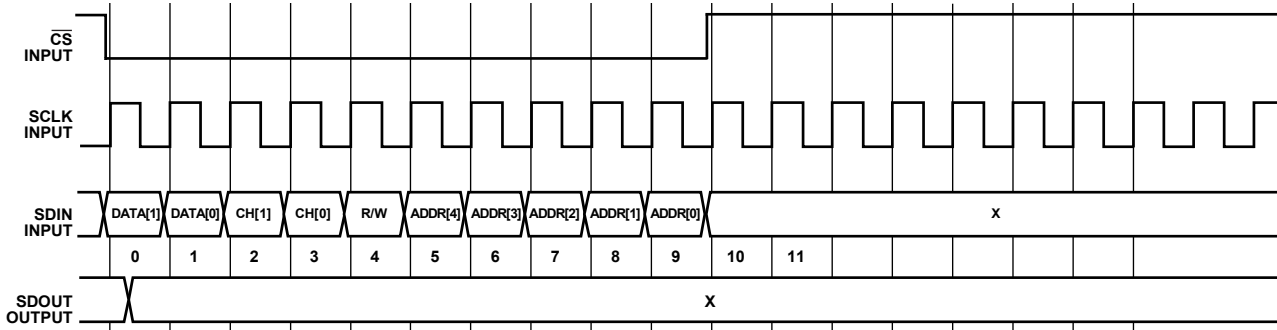 CS
INPUT
SCLK
INPUT
SDIN
INPUT
DATA[1] DATA[0] CH[1] CH[0] R/W ADDR[4] ADDR[3] ADDR[2] ADDR[1] ADDR[0] X
0 1 2 3 4 5 6 7 8 9 10 11
SDOUT
OUTPUT
X